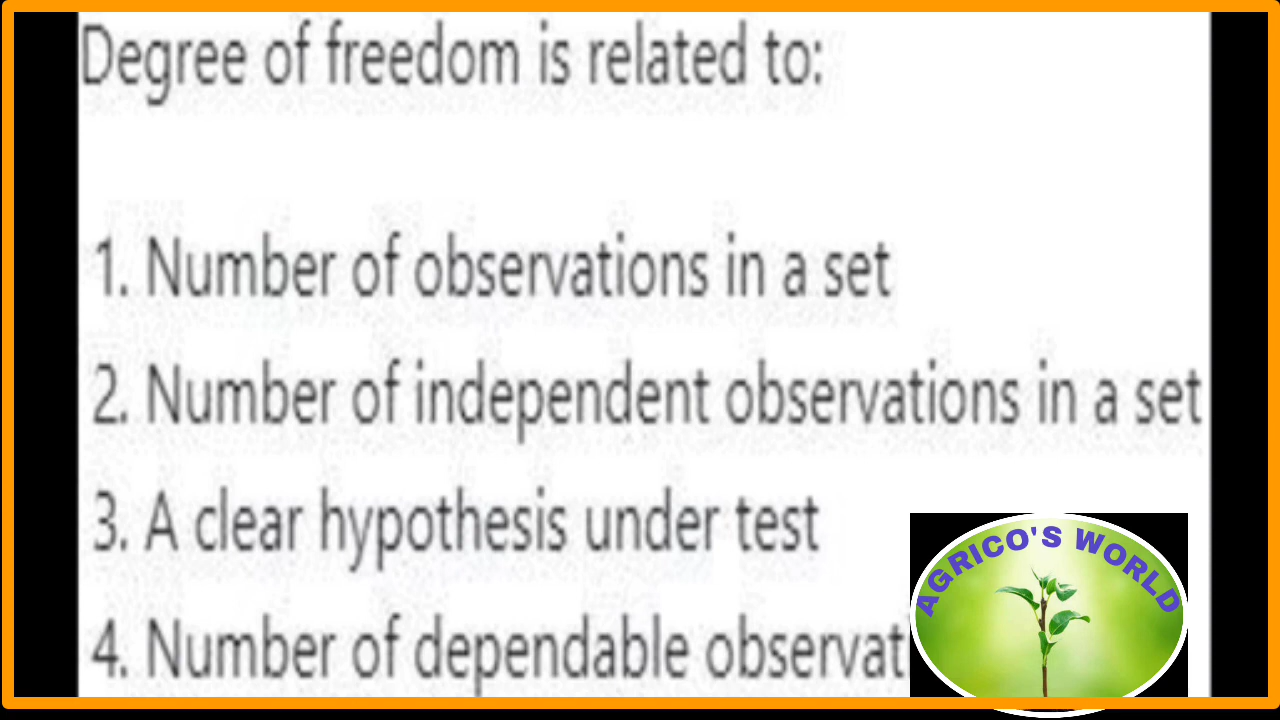 Degree of freedom is related to:
1. Number of observations in a set
2. Number of independent observations in a set
3. A clear hypothesis under test
4. Number of dependable observat
AGRICO'S WORLD